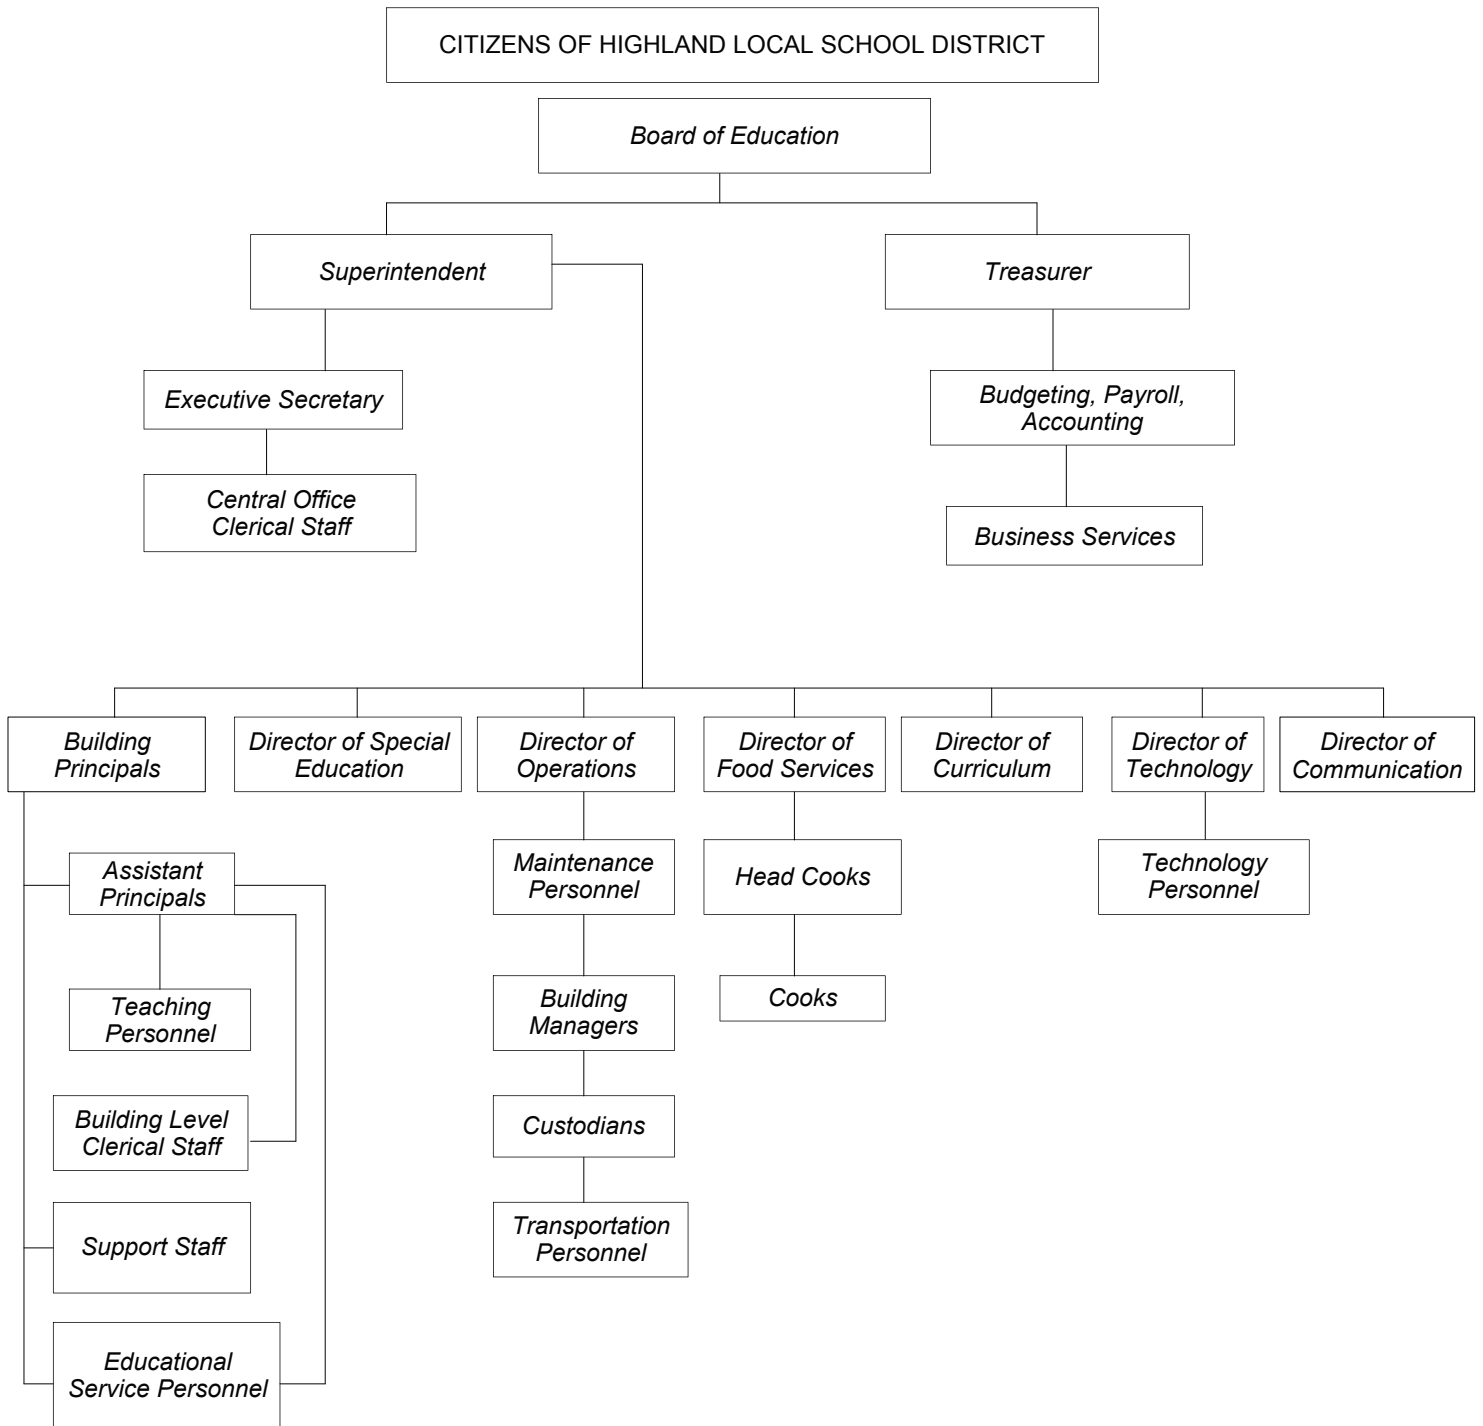 CITIZENS OF HIGHLAND LOCAL SCHOOL DISTRICT
Board of Education
Superintendent
Treasurer
Executive Secretary
Budgeting, Payroll,
Accounting
Central Office
Clerical Staff
Business Services
Building
Principals
Director of Special
Education
Director of
Operations
Director of
Food Services
Director of
Curriculum
Director of
Technology
Director of
Communication
Assistant
Principals
Maintenance
Personnel
Head Cooks
Technology
Personnel
Teaching
Personnel
Building
Managers
Cooks
Building Level
Clerical Staff
Custodians
Support Staff
Transportation
Personnel
Educational
Service Personnel